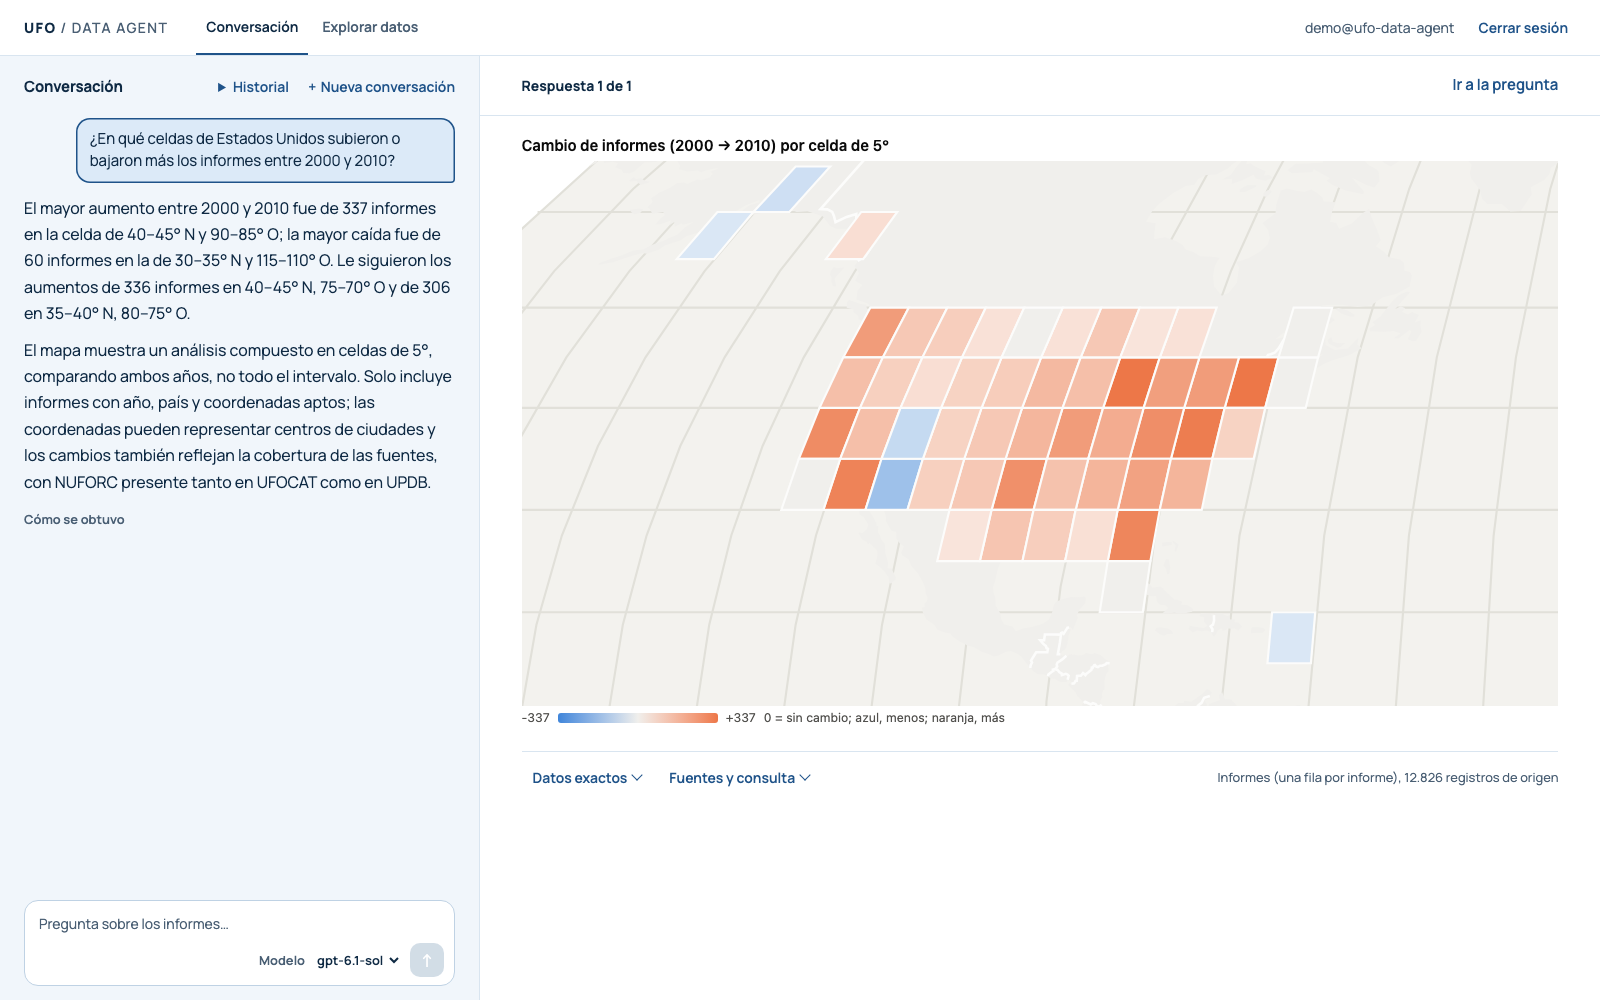 UFO / DATA AGENT
Conversación
Explorar datos
demo@ufo-data-agent
Cerrar sesión
Conversación
Historial
+ Nueva conversación
¿En qué celdas de Estados Unidos subieron o
bajaron más los informes entre 2000 y 2010?
El mayor aumento entre 2000 y 2010 fue de 337 informes
en la celda de 40–45° N y 90–85° O; la mayor caída fue de
60 informes en la de 30–35° N y 115–110° O. Le siguieron los
aumentos de 336 informes en 40–45° N, 75–70° O y de 306
en 35–40° N, 80–75° O.
El mapa muestra un análisis compuesto en celdas de 5°,
comparando ambos años, no todo el intervalo. Solo incluye
informes con año, país y coordenadas aptos; las
coordenadas pueden representar centros de ciudades y
los cambios también reflejan la cobertura de las fuentes,
con NUFORC presente tanto en UFOCAT como en UPDB.
Cómo se obtuvo
Pregunta sobre los informes…
Modelo
gpt-6.1-sol
Respuesta 1 de 1
Ir a la pregunta
Cambio de informes (2000 → 2010) por celda de 5°
-337
+337
0 = sin cambio; azul, menos; naranja, más
Datos exactos
Fuentes y consulta
Informes (una fila por informe), 12.826 registros de origen